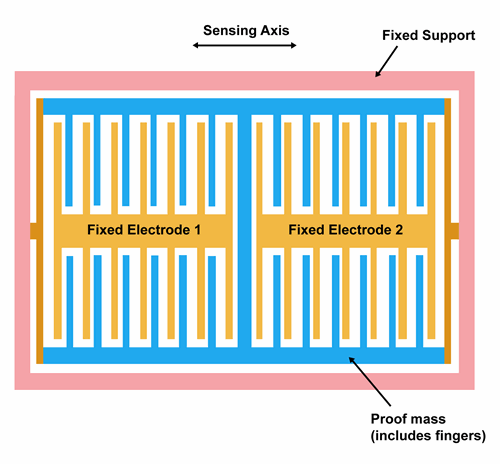 Sensing Axis
Fixed Support
Fixed Electrode 1
Fixed Electrode 2
Proof mass
(includes fingers)